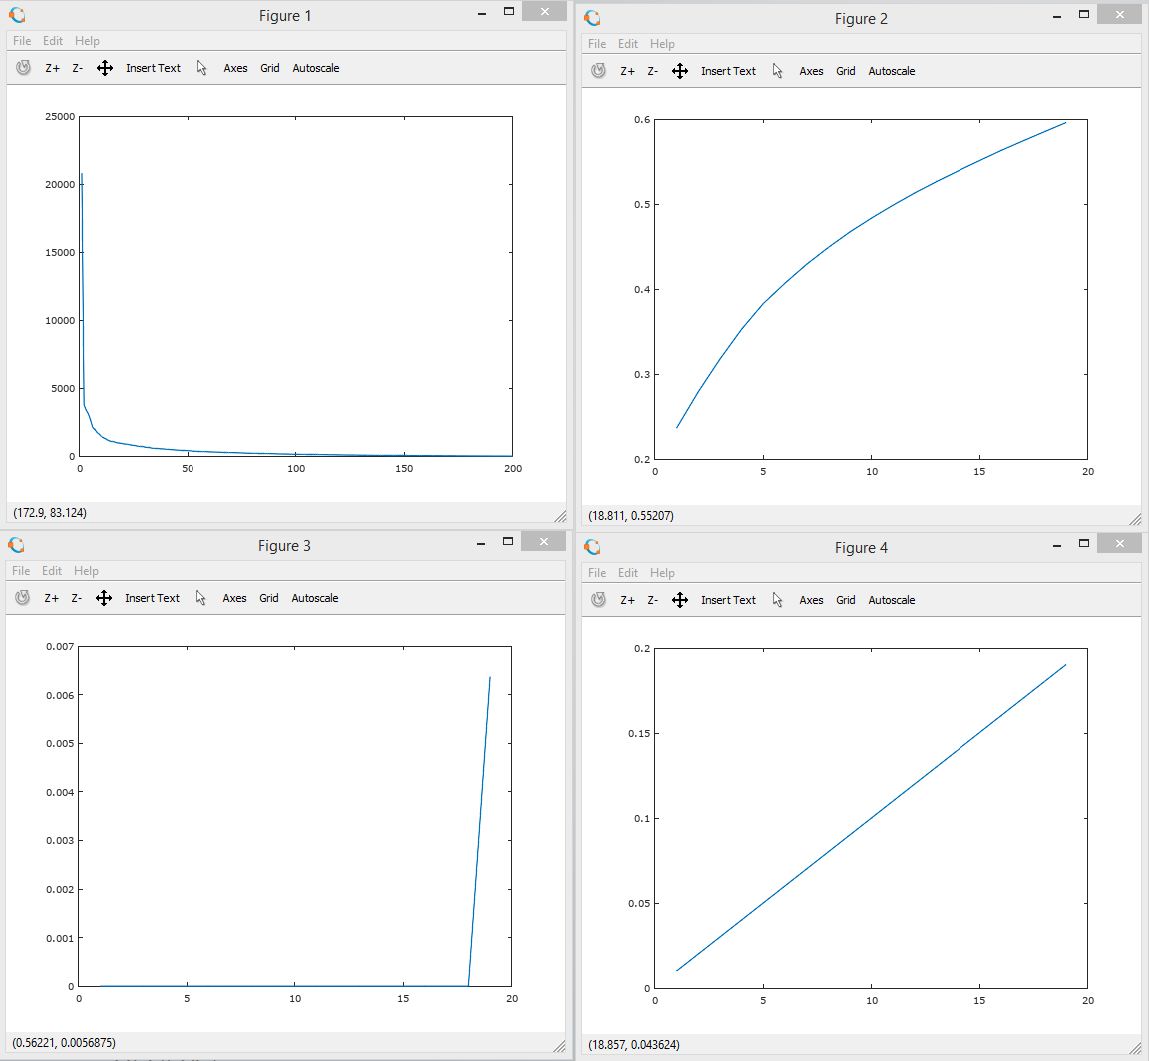 Figure 1
File Edit Help
Z+ Z- Insert Text Axes Grid Autoscale
25000
20000
15000
10000
5000
0
0 50 100 150 200
(172.9, 83.124)
Figure 2
File Edit Help
Z+ Z- Insert Text Axes Grid Autoscale
0.6
0.5
0.4
0.3
0.2
0 5 10 15 20
(18.811, 0.55207)
Figure 3
File Edit Help
Z+ Z- Insert Text Axes Grid Autoscale
0.007
0.006
0.005
0.004
0.003
0.002
0.001
0
0 5 10 15 20
(0.56221, 0.0056875)
Figure 4
File Edit Help
Z+ Z- Insert Text Axes Grid Autoscale
0.2
0.15
0.1
0.05
0
0 5 10 15 20
(18.857, 0.043624)